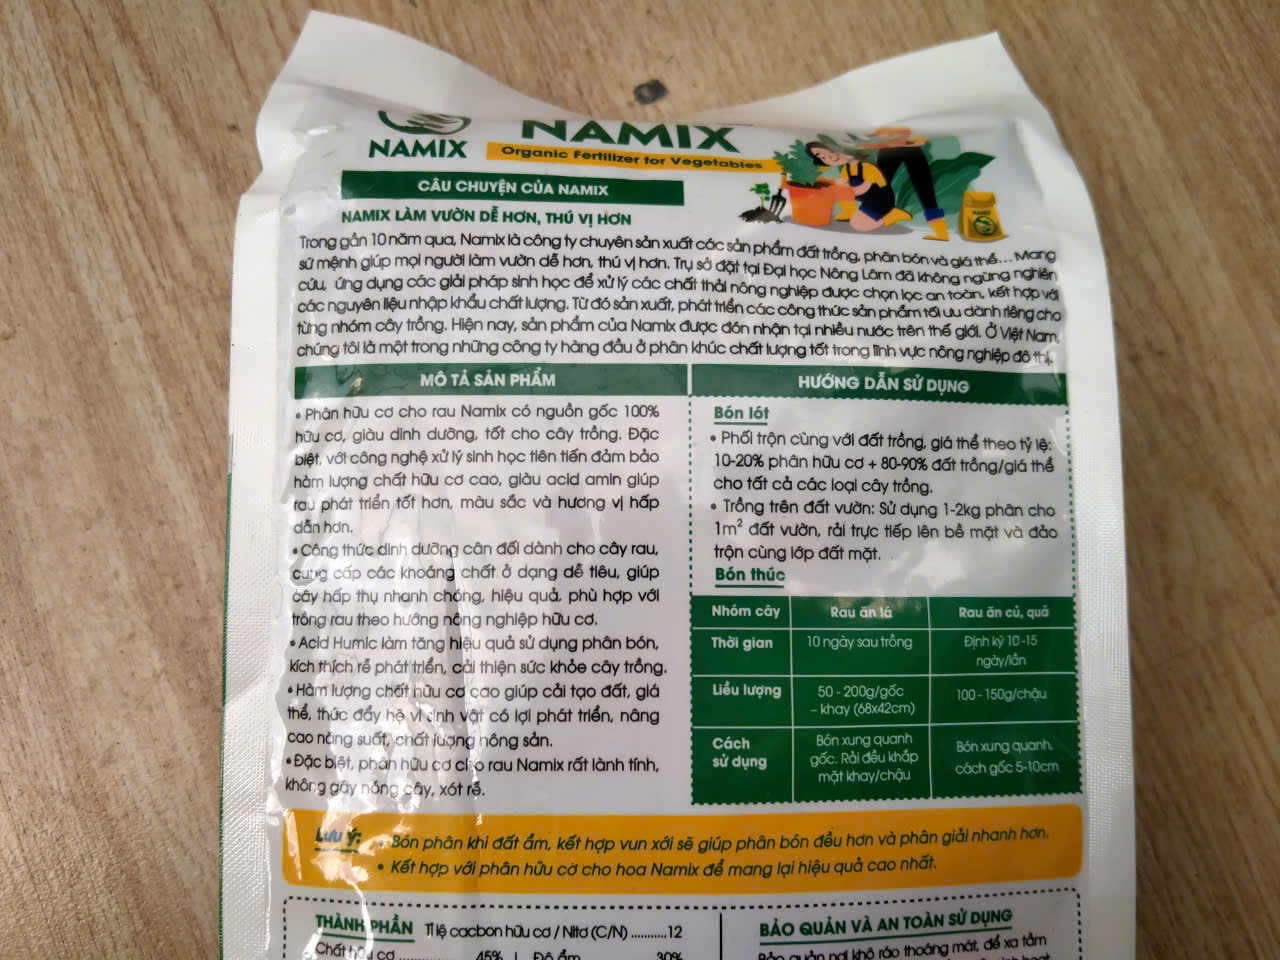 NAMIX
NAMIX
Organic Fertilizer for Vegetables
CÂU CHUYỆN CỦA NAMIX
NAMIX LÀM VƯỜN DỄ HƠN, THÚ VỊ HƠN
NAMIX
Trong gần 10 năm qua, Namix là công ty chuyên sản xuất các sản phẩm đất trồng, phân bón và giá thể... Mang
sứ mệnh giúp mọi người làm vườn dễ hơn, thú vị hơn. Trụ sở đặt tại Đại học Nông Lâm đã không ngừng nghiên
cứu, ứng dụng các giải pháp sinh học để xử lý các chất thải nông nghiệp được chọn lọc an toàn, kết hợp với
các nguyên liệu nhập khẩu chất lượng. Từ đó sản xuất, phát triển các công thức sản phẩm tối ưu dành riêng cho
từng nhóm cây trồng. Hiện nay, sản phẩm của Namix được đón nhận tại nhiều nước trên thế giới. Ở Việt Nam,
chúng tôi là một trong những công ty hàng đầu ở phân khúc chất lượng tốt trong lĩnh vực nông nghiệp đô thị.
MÔ TẢ SẢN PHẨM
• Phân hữu cơ cho rau Namix có nguồn gốc 100%
hữu cơ, giàu dinh dưỡng, tốt cho cây trồng. Đặc
biệt, với công nghệ xử lý sinh học tiên tiến đảm bảo
hàm lượng chất hữu cơ cao, giàu acid amin giúp
rau phát triển tốt hơn, màu sắc và hương vị hấp
dẫn hơn.
• Công thức dinh dưỡng cân đối dành cho cây rau,
cung cấp các khoáng chất ở dạng dễ tiêu, giúp
cây hấp thụ nhanh chóng, hiệu quả, phù hợp với
trồng rau theo hướng nông nghiệp hữu cơ.
• Acid Humic làm tăng hiệu quả sử dụng phân bón,
kích thích rễ phát triển, cải thiện sức khỏe cây trồng.
• Hàm lượng chất hữu cơ cao giúp cải tạo đất, giá
thể, thức đẩy hệ vi sinh vật có lợi phát triển, nâng
cao năng suất, chất lượng nông sản.
• Đặc biệt, phân hữu cơ cho rau Namix rất lành tính,
không gây nóng cây, xót rễ.
HƯỚNG DẪN SỬ DỤNG
Bón lót
• Phối trộn cùng với đất trồng, giá thể theo tỷ lệ:
10-20% phân hữu cơ + 80-90% đất trồng/giá thể
cho tất cả các loại cây trồng.
• Trồng trên đất vườn: Sử dụng 1-2kg phân cho
1m² đất vườn, rải trực tiếp lên bề mặt và đảo
trộn cùng lớp đất mặt.
Bón thúc
Nhóm cây Rau ăn lá Rau ăn củ, quả
Thời gian 10 ngày sau trồng Định kỳ 10 -15
ngày/lần
Liều lượng 50 - 200g/gốc 100 - 150g/chậu
- khay (68x42cm)
Cách Bón xung quanh Bón xung quanh,
sử dụng gốc. Rải đều khắp cách gốc 5-10cm
mặt khay/chậu
Lưu ý: • Bón phân khi đất ẩm, kết hợp vun xới sẽ giúp phân bón đều hơn và phân giải nhanh hơn.
• Kết hợp với phân hữu cơ cho hoa Namix để mang lại hiệu quả cao nhất.
THÀNH PHẦN Tỉ lệ cacbon hữu cơ / Nitơ (C/N) ...........12
Chất hữu cơ ............ 45% | Độ ẩm ............ 30%
BẢO QUẢN VÀ AN TOÀN SỬ DỤNG
Bảo quản nơi khô ráo thoáng mát, để xa tầm